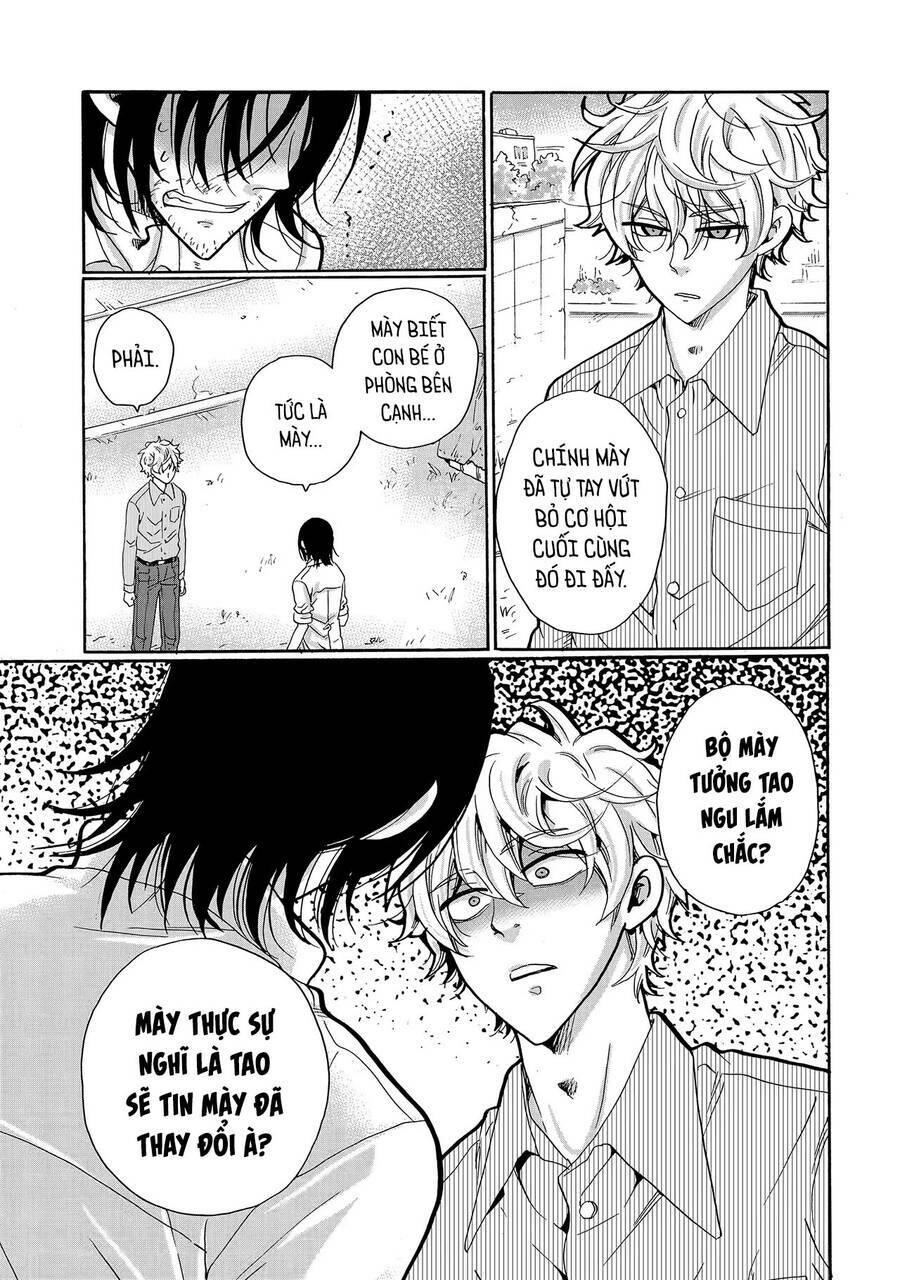 CHÍNH MÀY
ĐÃ TỰ TAY VỨT
BỎ CƠ HỘI
CUỐI CÙNG
ĐÓ ĐI ĐẤY.
MÀY BIẾT
CON BÉ Ở
PHÒNG BÊN
CẠNH...
TỨC LÀ
MÀY...
PHẢI.
BỘ MÀY
TƯỞNG TAO
NGU LẮM
CHẮC?
MÀY THỰC SỰ
NGHĨ LÀ TAO
SẼ TIN MÀY ĐÃ
THAY ĐỔI À?